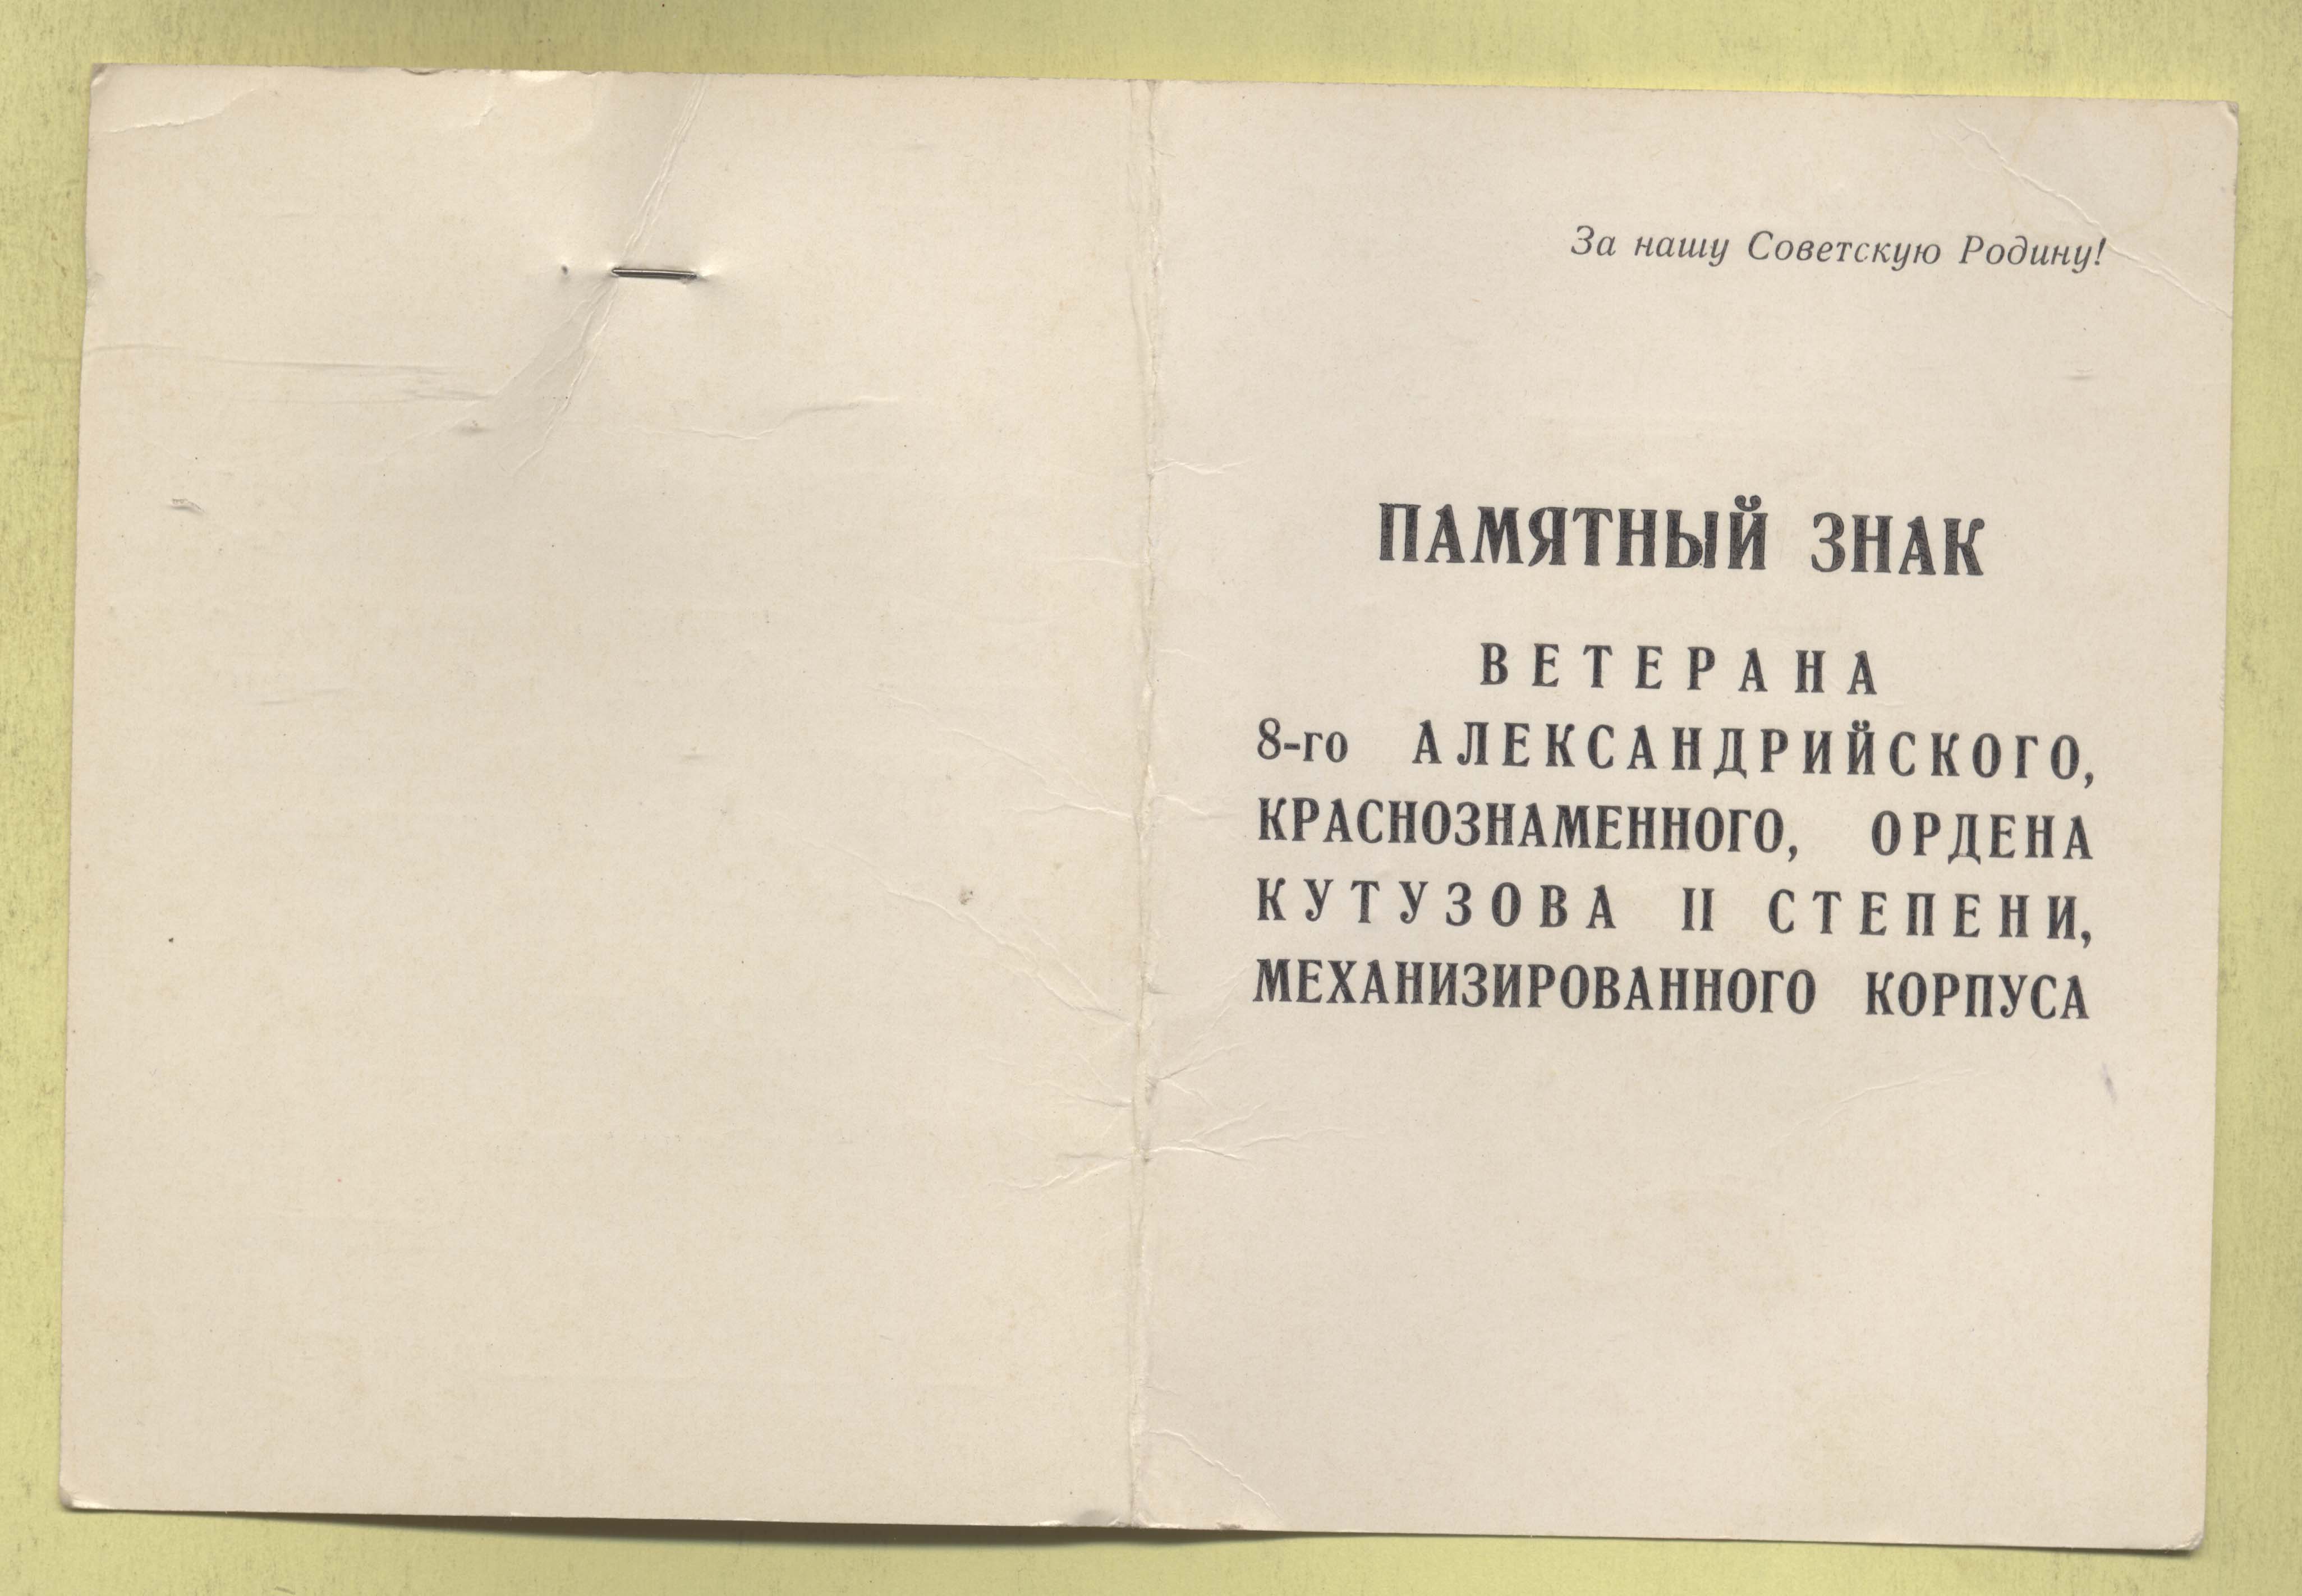 За нашу Советскую Родину!
ПАМЯТНЫЙ ЗНАК
ВЕТЕРАНА
8-го АЛЕКСАНДРИЙСКОГО,
КРАСНОЗНАМЕННОГО, ОРДЕНА
КУТУЗОВА II СТЕПЕНИ,
МЕХАНИЗИРОВАННОГО КОРПУСА